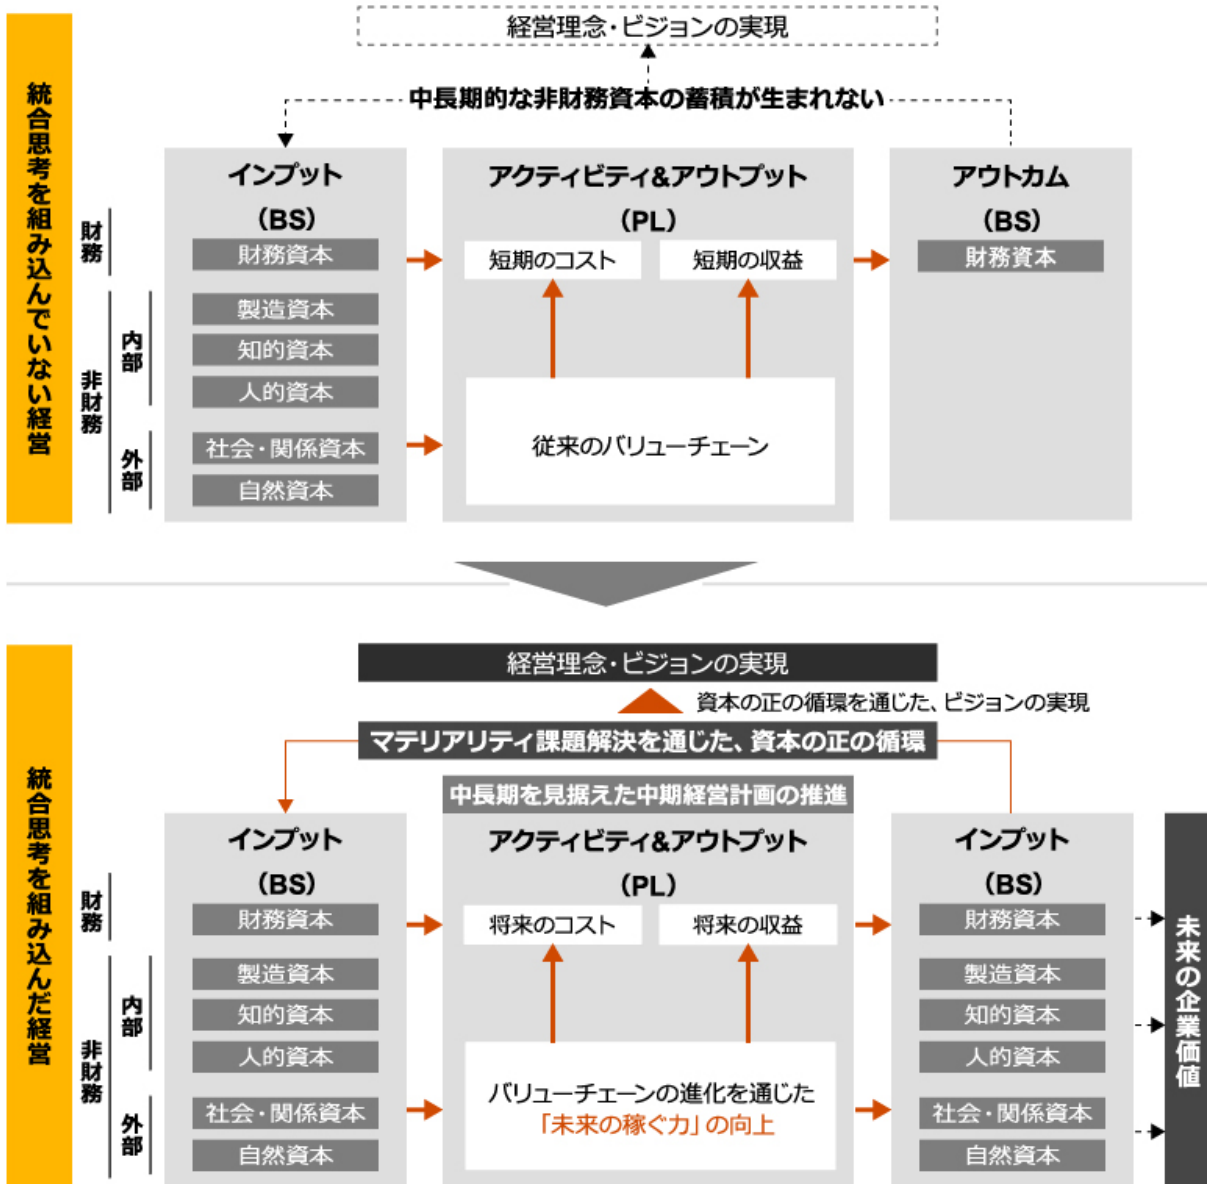 経営理念・ビジョンの実現
中長期的な非財務資本の蓄積が生まれない
統合思考を組み込んでいない経営
財務
非財務
内部
外部
インプット
(BS)
財務資本
製造資本
知的資本
人的資本
社会・関係資本
自然資本
アクティビティ&アウトプット
(PL)
短期のコスト
短期の収益
従来のバリューチェーン
アウトカム
(BS)
財務資本
経営理念・ビジョンの実現
資本の正の循環を通じた、ビジョンの実現
マテリアリティ課題解決を通じた、資本の正の循環
中長期を見据えた中期経営計画の推進
統合思考を組み込んだ経営
財務
非財務
内部
外部
インプット
(BS)
財務資本
製造資本
知的資本
人的資本
社会・関係資本
自然資本
アクティビティ&アウトプット
(PL)
将来のコスト
将来の収益
バリューチェーンの進化を通じた
「未来の稼ぐ力」の向上
インプット
(BS)
財務資本
製造資本
知的資本
人的資本
社会・関係資本
自然資本
未来の企業価値